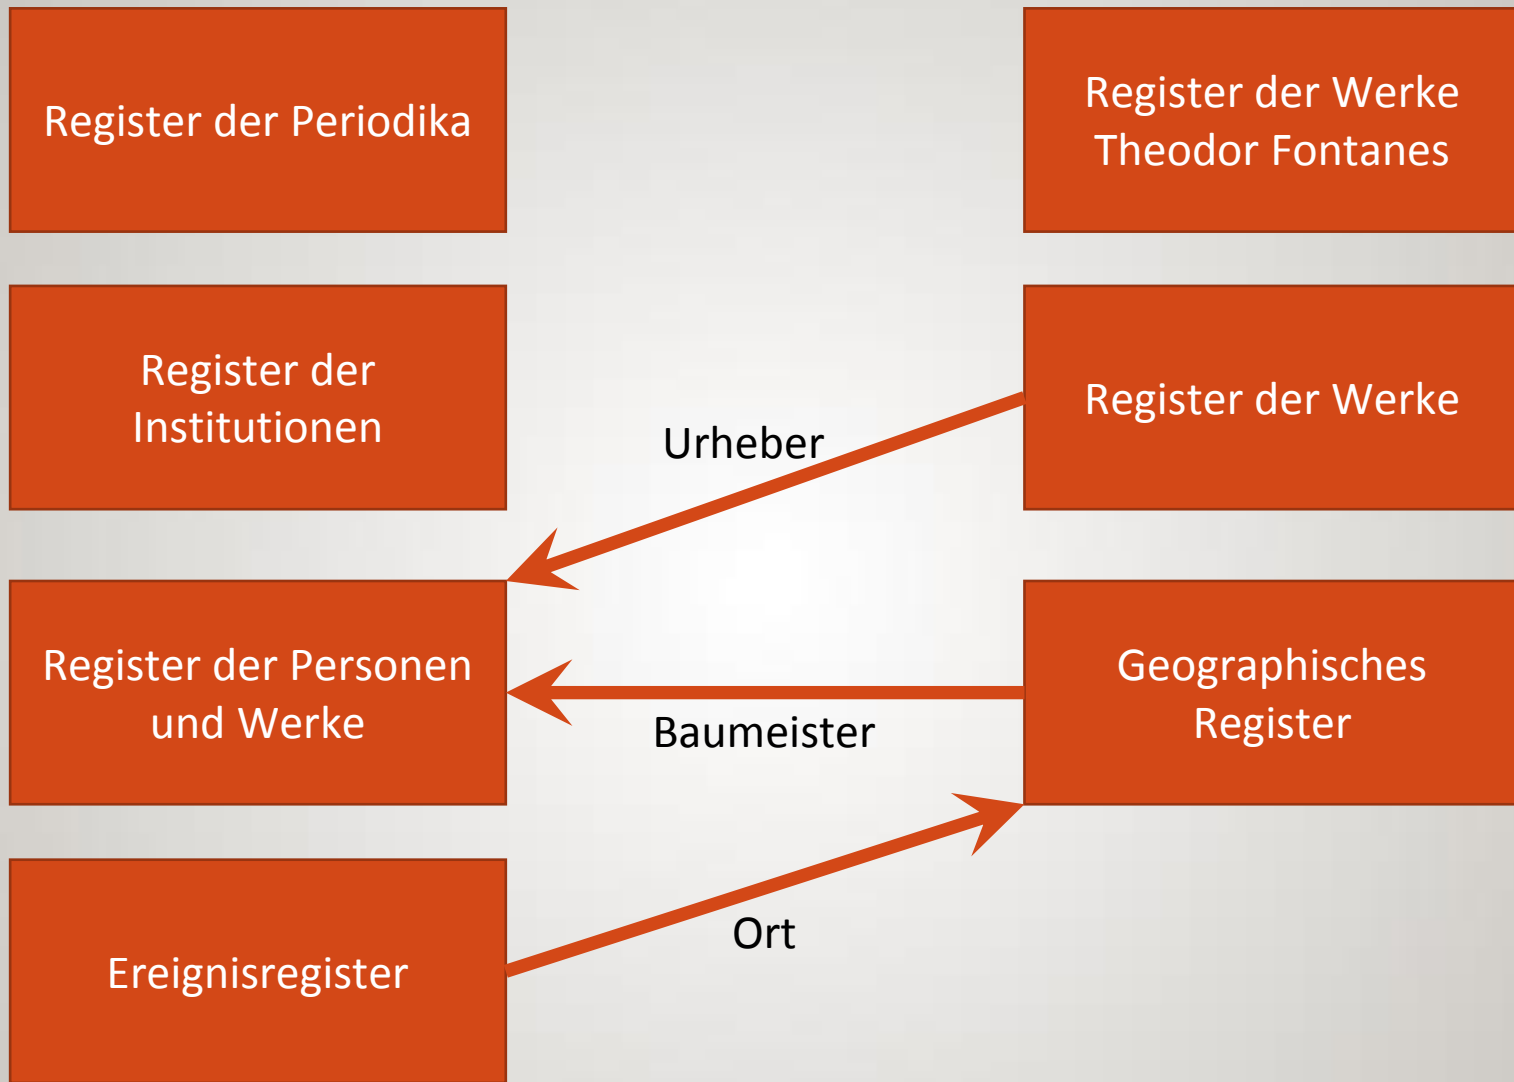 Register der Periodika
Register der Werke
Theodor Fontanes
Register der
Institutionen
Register der Werke
Urheber
Register der Personen
und Werke
Geographisches
Register
Baumeister
Ort
Ereignisregister